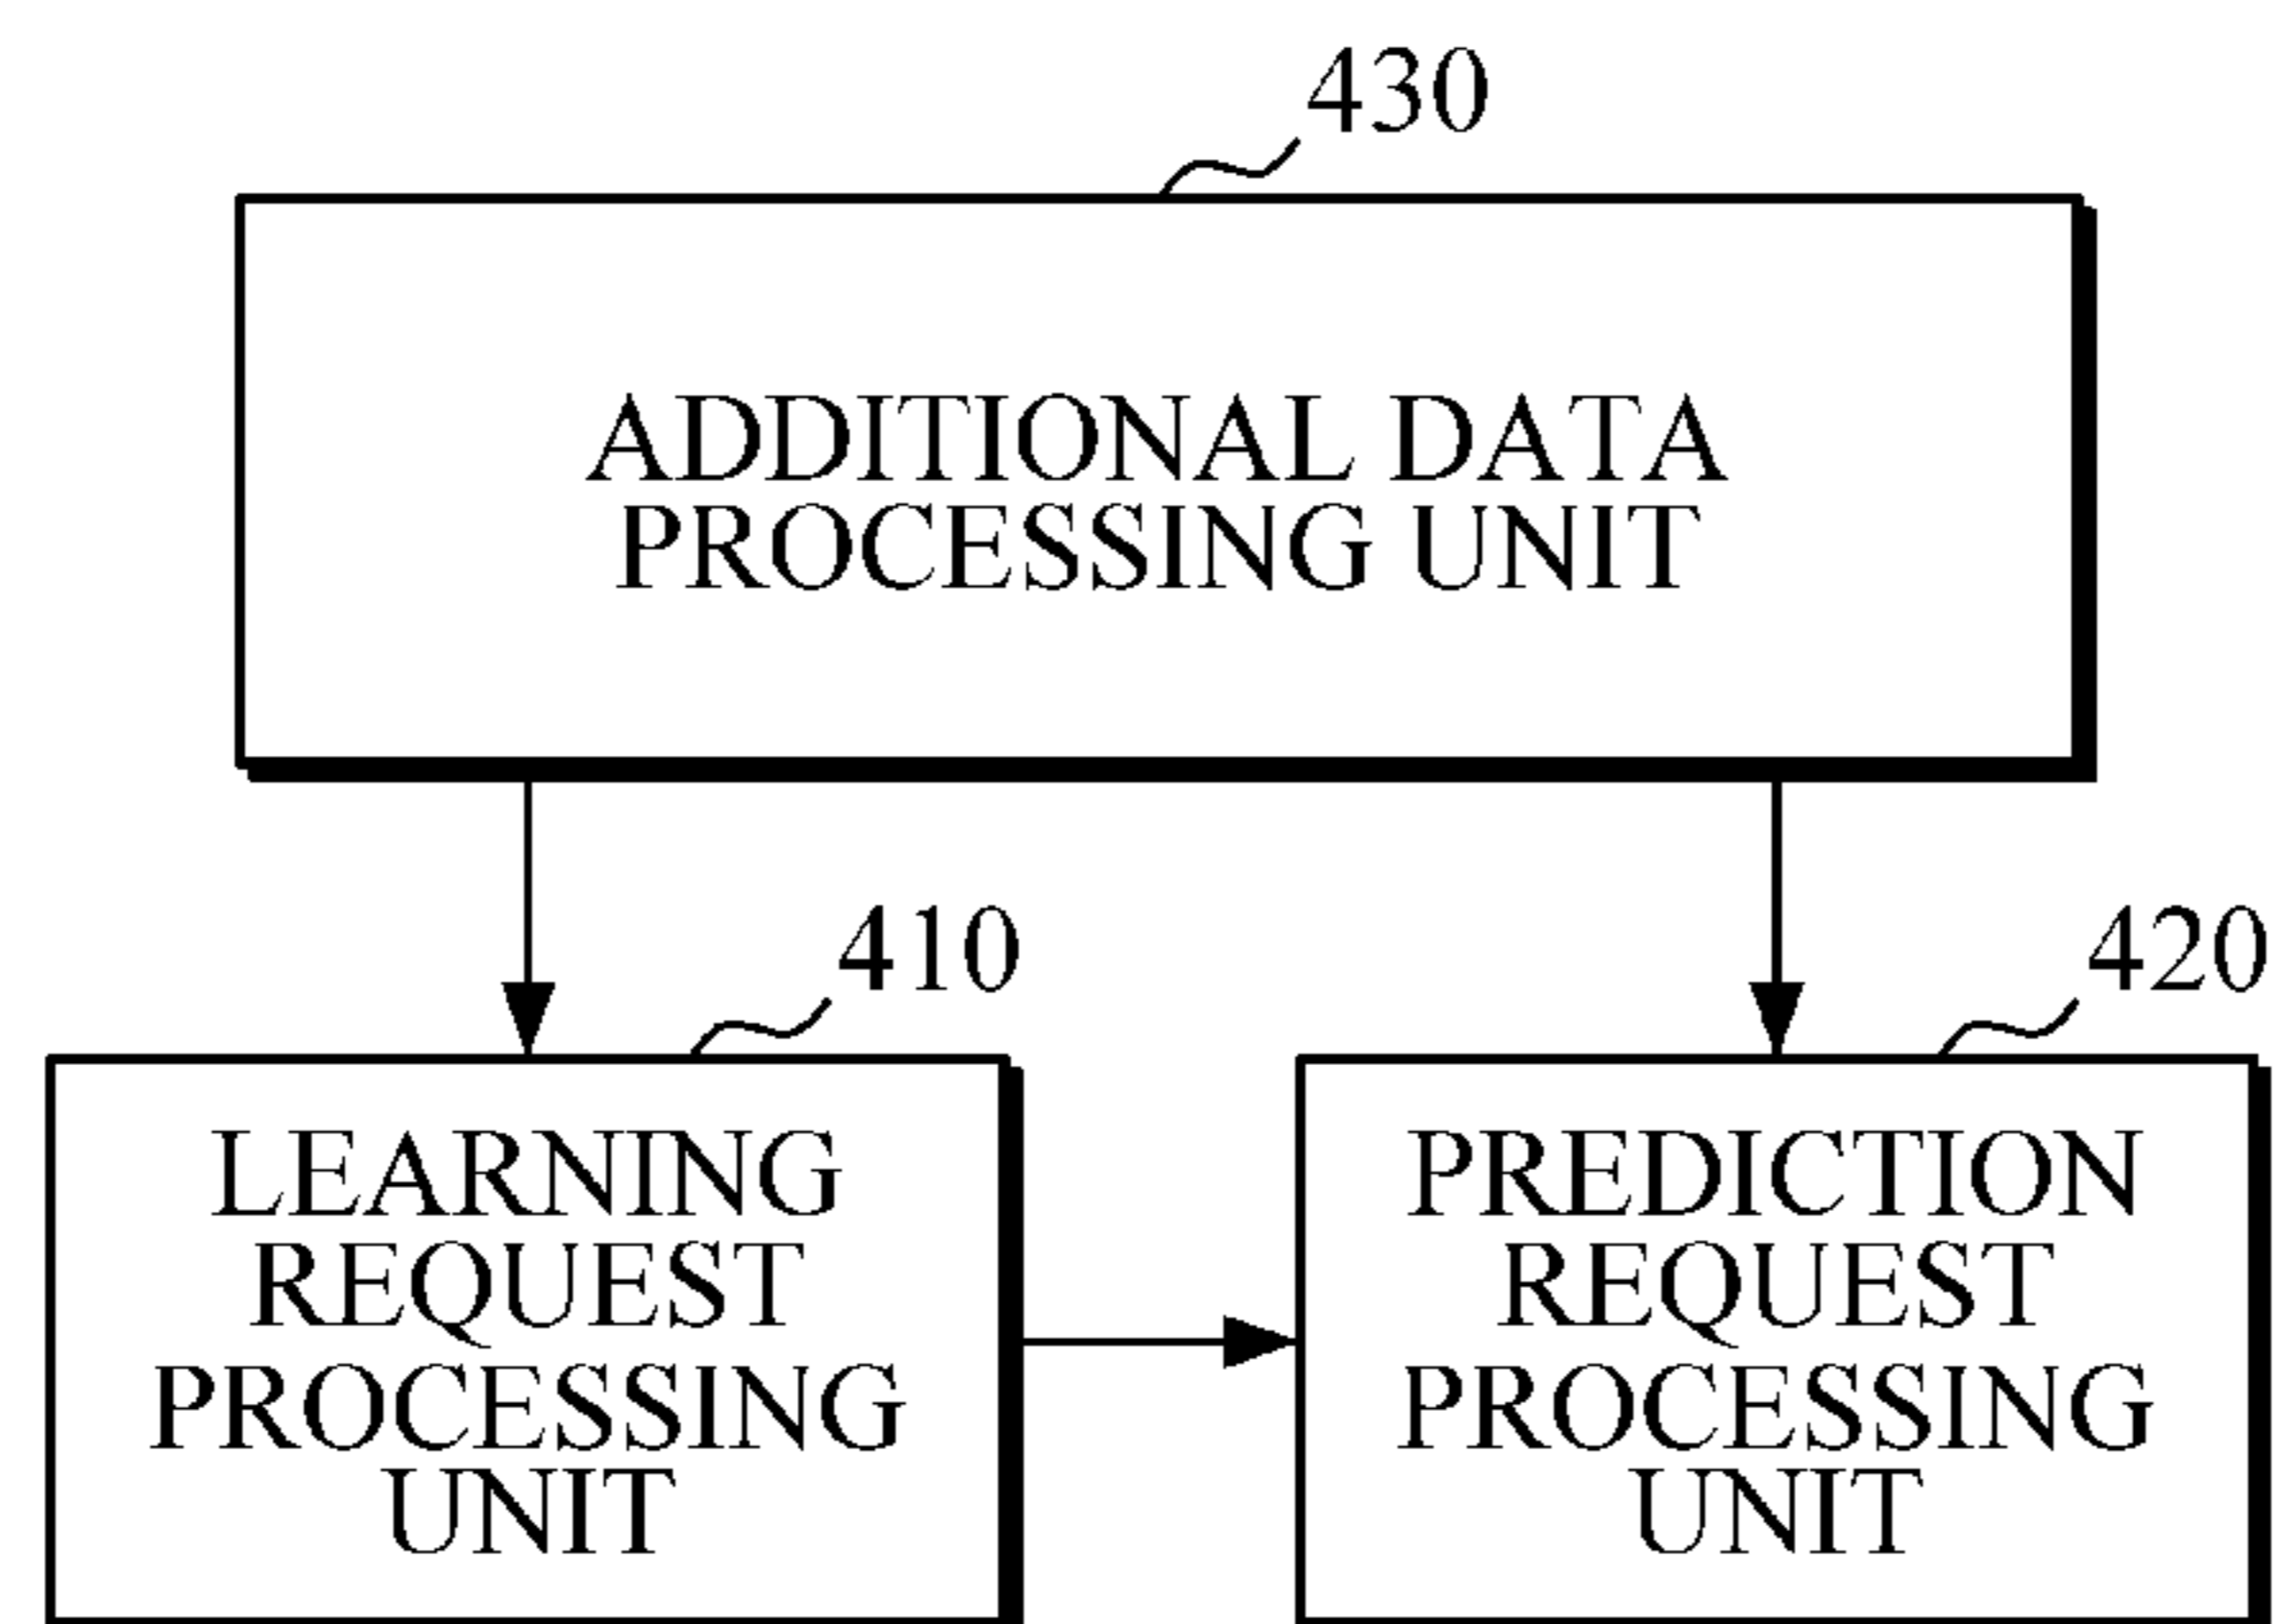 430
ADDITIONAL DATA
PROCESSING UNIT
410
420
LEARNING
REQUEST
PROCESSING
UNIT
PREDICTION
REQUEST
PROCESSING
UNIT